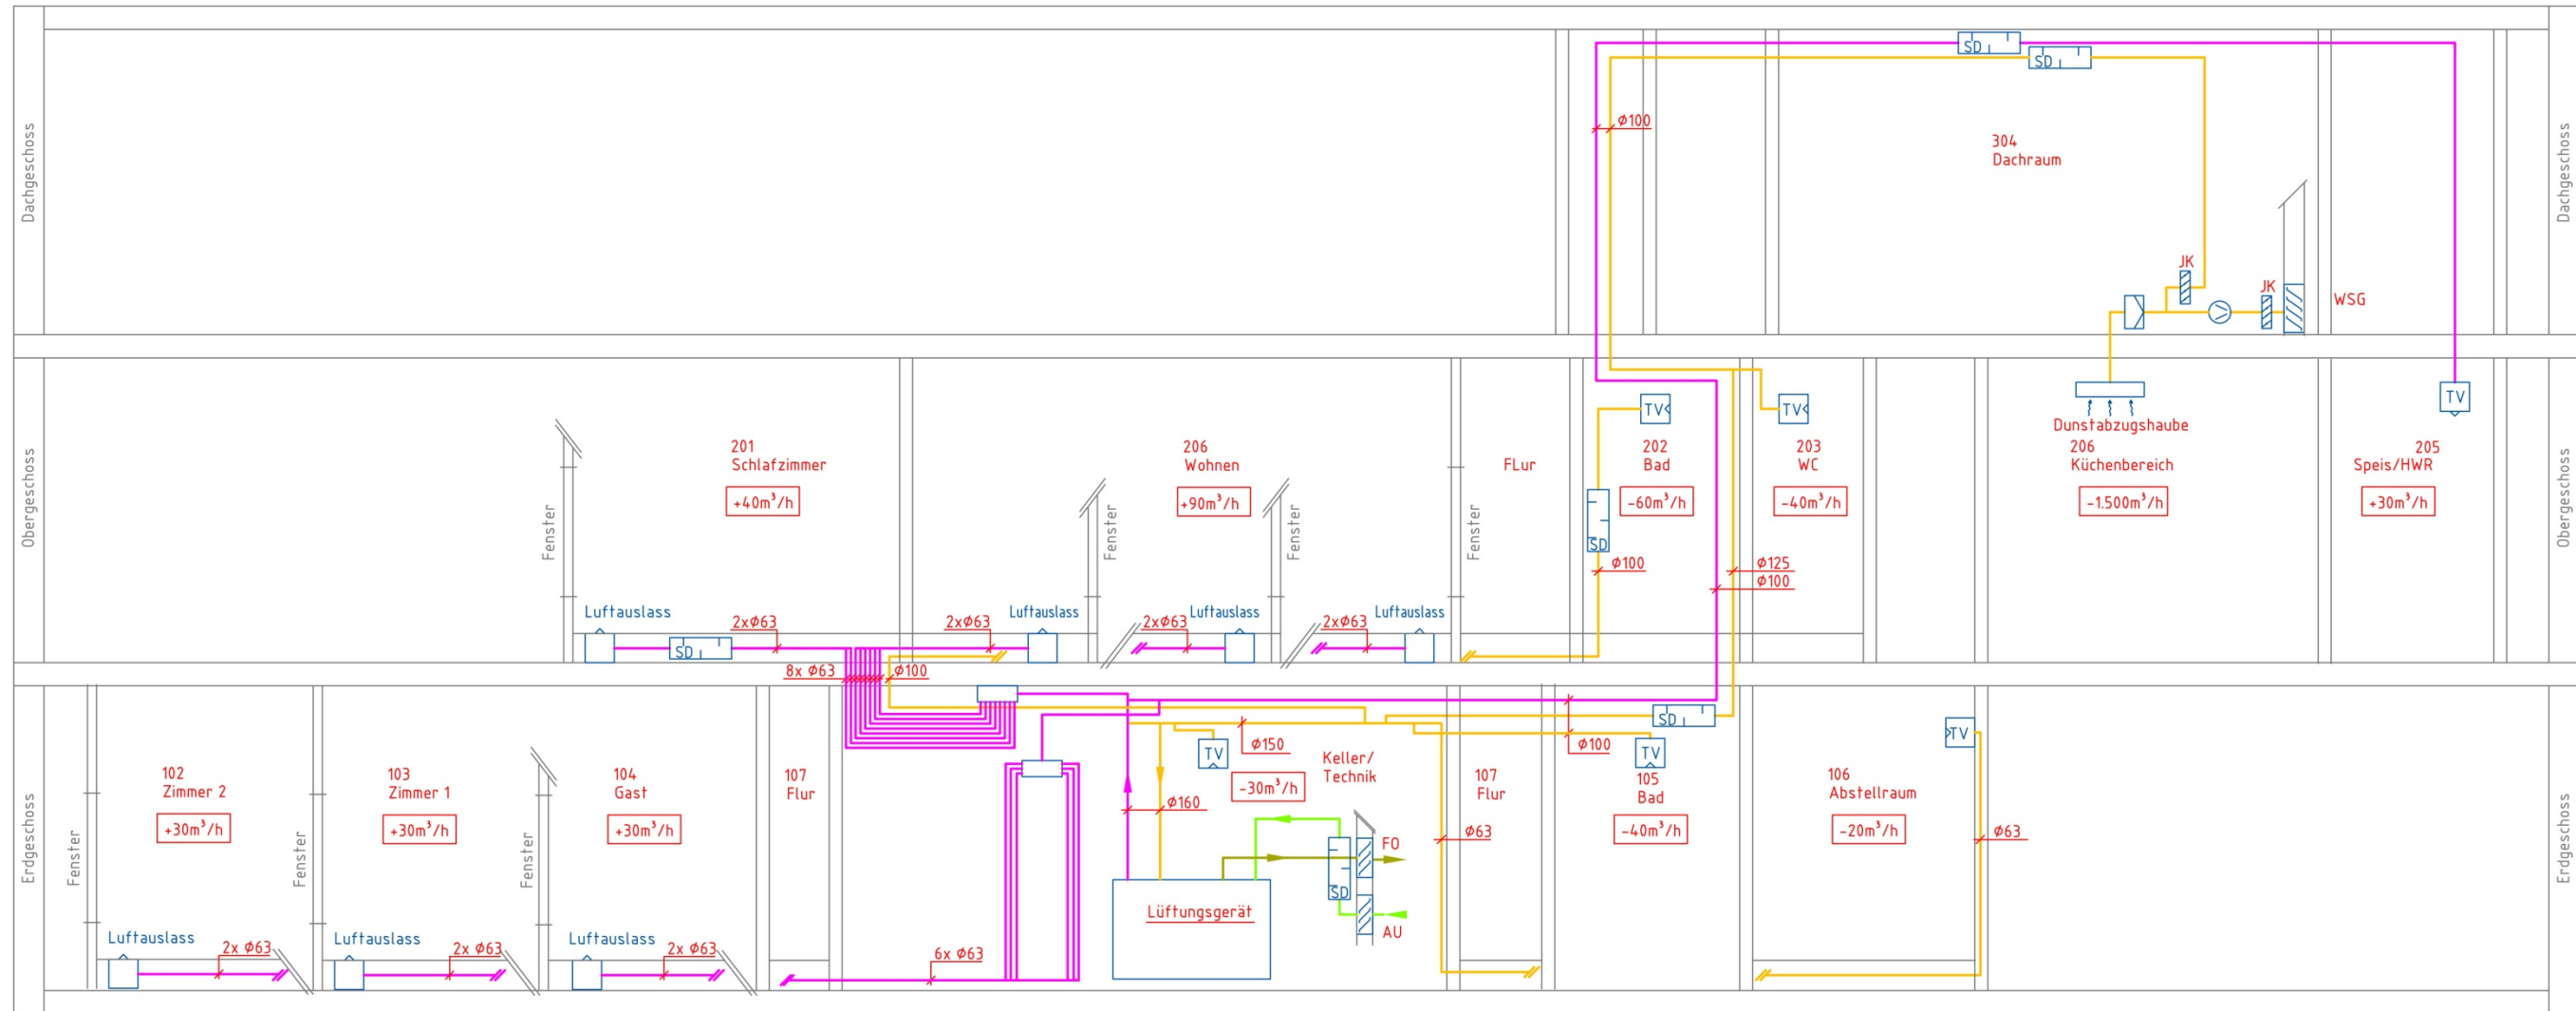 Dachgeschoss
SD
SD
ø100
304
Dachraum
JK
JK
WSG
Dachgeschoss
Obergeschoss
Fenster
201
Schlafzimmer
+40m³/h
Luftauslass
SD
2xø63
8x ø63
ø100
2xø63
Luftauslass
206
Wohnen
+90m³/h
Fenster
2xø63
Luftauslass
Fenster
2xø63
Luftauslass
Fenster
FLur
TV
202
Bad
-60m³/h
SD
ø100
TV
203
WC
-40m³/h
ø125
ø100
Dunstabzugshaube
206
Küchenbereich
-1.500m³/h
TV
205
Speis/HWR
+30m³/h
Obergeschoss
Erdgeschoss
Fenster
102
Zimmer 2
+30m³/h
Luftauslass
2x ø63
Fenster
103
Zimmer 1
+30m³/h
Luftauslass
2x ø63
Fenster
104
Gast
+30m³/h
Luftauslass
2x ø63
107
Flur
6x ø63
TV
ø150
Keller/
Technik
-30m³/h
ø160
Lüftungsgerät
SD
FO
AU
107
Flur
ø63
SD
ø100
TV
105
Bad
-40m³/h
TV
106
Abstellraum
-20m³/h
ø63
Erdgeschoss